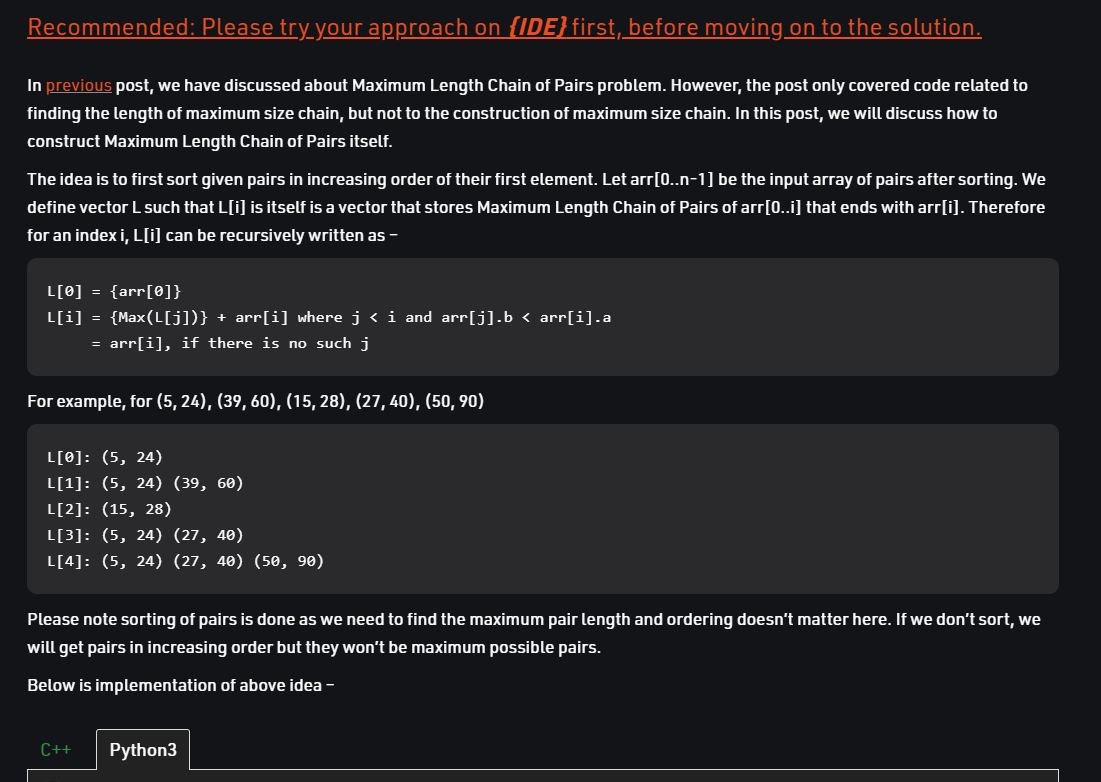 Recommended: Please try your approach on {IDE} first, before moving on to the solution.
In previous post, we have discussed about Maximum Length Chain of Pairs problem. However, the post only covered code related to
finding the length of maximum size chain, but not to the construction of maximum size chain. In this post, we will discuss how to
construct Maximum Length Chain of Pairs itself.
The idea is to first sort given pairs in increasing order of their first element. Let arr[0..n-1] be the input array of pairs after sorting. We
define vector L such that L[i] is itself is a vector that stores Maximum Length Chain of Pairs of arr[0..i] that ends with arr[i]. Therefore
for an index i, L[i] can be recursively written as –
L[0] = {arr[0]}
L[i] = {Max(L[j])} + arr[i] where j < i and arr[j].b < arr[i].a
     = arr[i], if there is no such j
For example, for (5, 24), (39, 60), (15, 28), (27, 40), (50, 90)
L[0]: (5, 24)
L[1]: (5, 24) (39, 60)
L[2]: (15, 28)
L[3]: (5, 24) (27, 40)
L[4]: (5, 24) (27, 40) (50, 90)
Please note sorting of pairs is done as we need to find the maximum pair length and ordering doesn’t matter here. If we don’t sort, we
will get pairs in increasing order but they won’t be maximum possible pairs.
Below is implementation of above idea –
C++ Python3